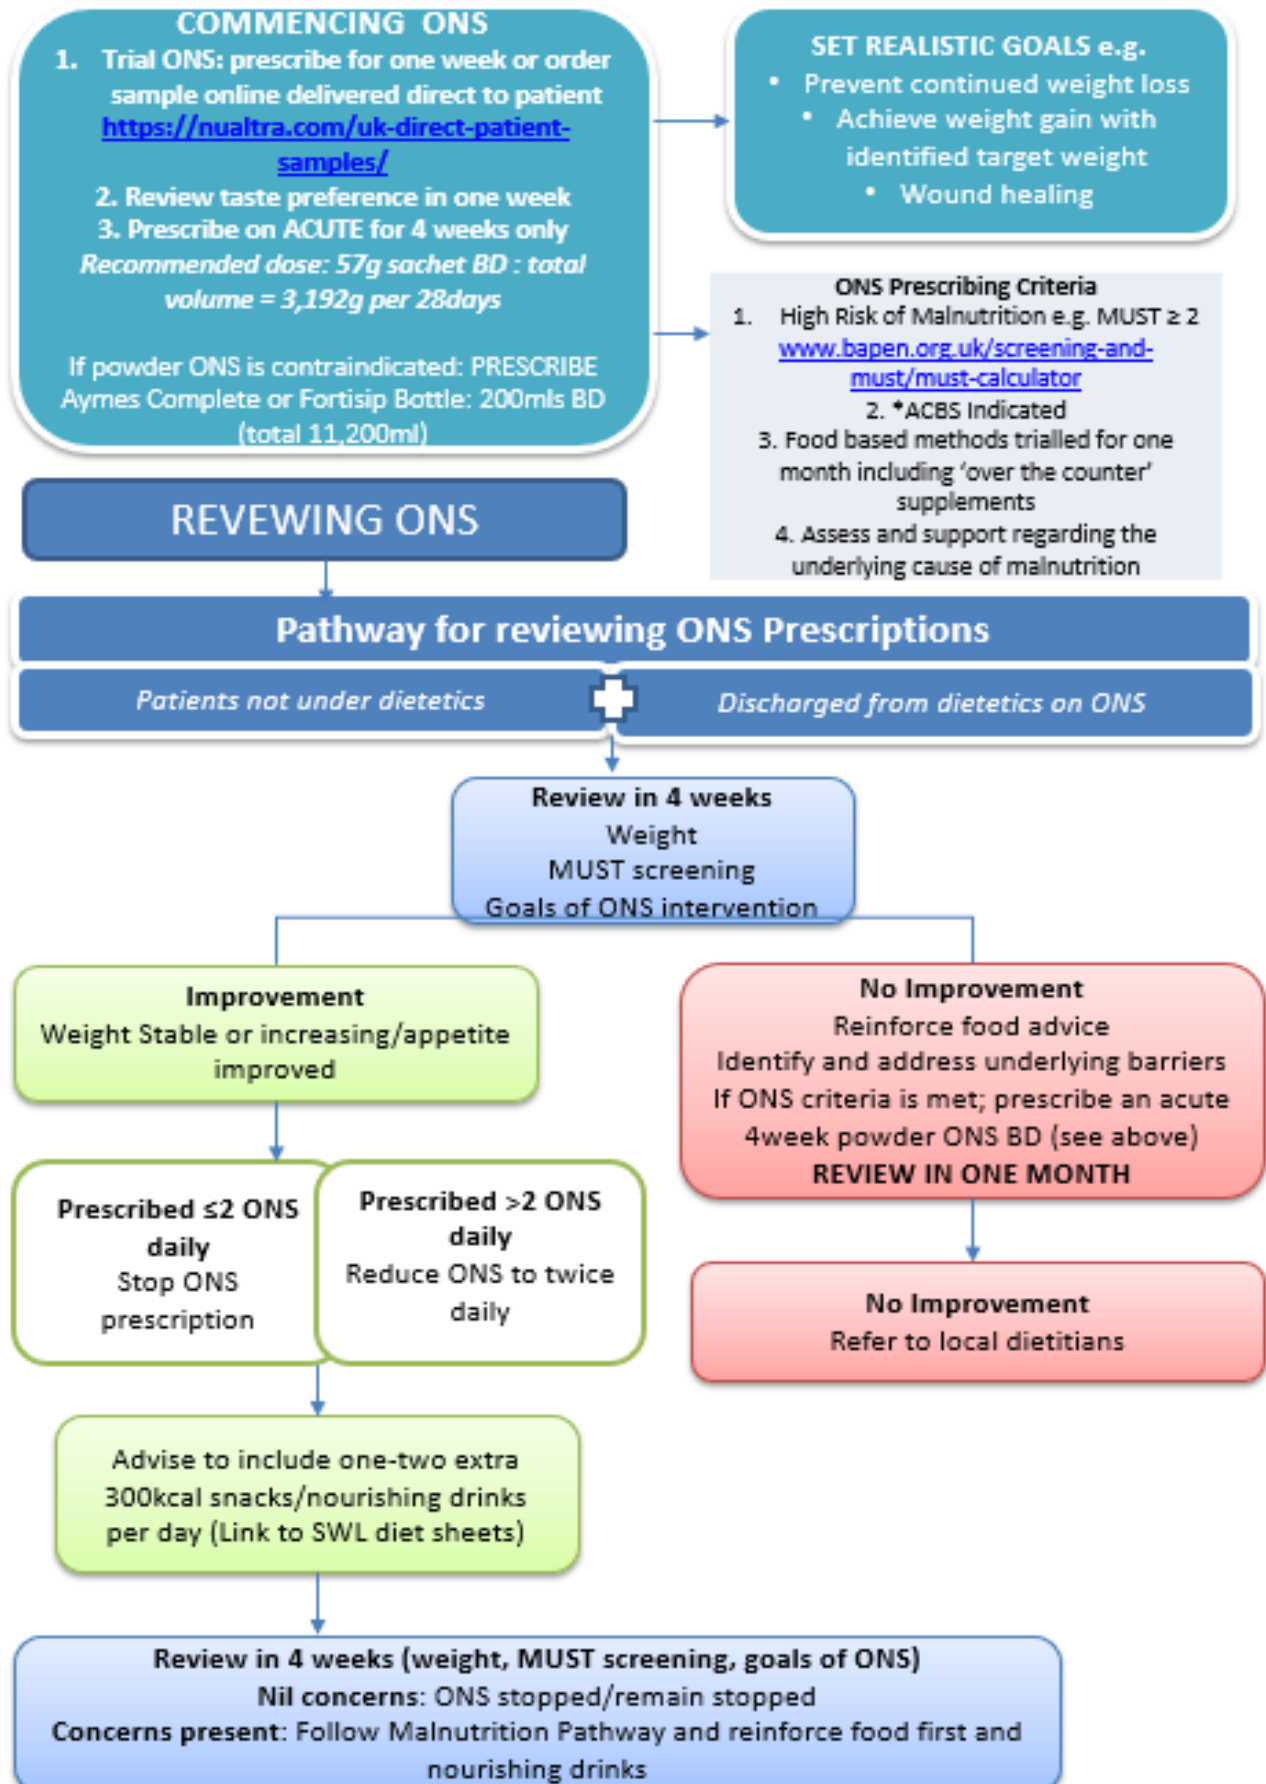 COMMENCING ONS
1. Trial ONS: prescribe for one week or order
sample online delivered direct to patient
https://nualtra.com/uk-direct-patient-
samples/
2. Review taste preference in one week
3. Prescribe on ACUTE for 4 weeks only
Recommended dose: 57g sachet BD : total
volume = 3,192g per 28days
If powder ONS is contraindicated: PRESCRIBE
Aymes Complete or Fortisip Bottle: 200mls BD
(total 11,200ml)
SET REALISTIC GOALS e.g.
• Prevent continued weight loss
• Achieve weight gain with
identified target weight
• Wound healing
ONS Prescribing Criteria
1. High Risk of Malnutrition e.g. MUST ≥ 2
www.bapen.org.uk/screening-and-
must/must-calculator
2. *ACBS Indicated
3. Food based methods trialled for one
month including ‘over the counter’
supplements
4. Assess and support regarding the
underlying cause of malnutrition
REVEWING ONS
Pathway for reviewing ONS Prescriptions
Patients not under dietetics
Discharged from dietetics on ONS
Review in 4 weeks
Weight
MUST screening
Goals of ONS intervention
Improvement
Weight Stable or increasing/appetite
improved
No Improvement
Reinforce food advice
Identify and address underlying barriers
If ONS criteria is met; prescribe an acute
4week powder ONS BD (see above)
REVIEW IN ONE MONTH
Prescribed ≤2 ONS
daily
Stop ONS
prescription
Prescribed >2 ONS
daily
Reduce ONS to twice
daily
No Improvement
Refer to local dietitians
Advise to include one-two extra
300kcal snacks/nourishing drinks
per day (Link to SWL diet sheets)
Review in 4 weeks (weight, MUST screening, goals of ONS)
Nil concerns: ONS stopped/remain stopped
Concerns present: Follow Malnutrition Pathway and reinforce food first and
nourishing drinks